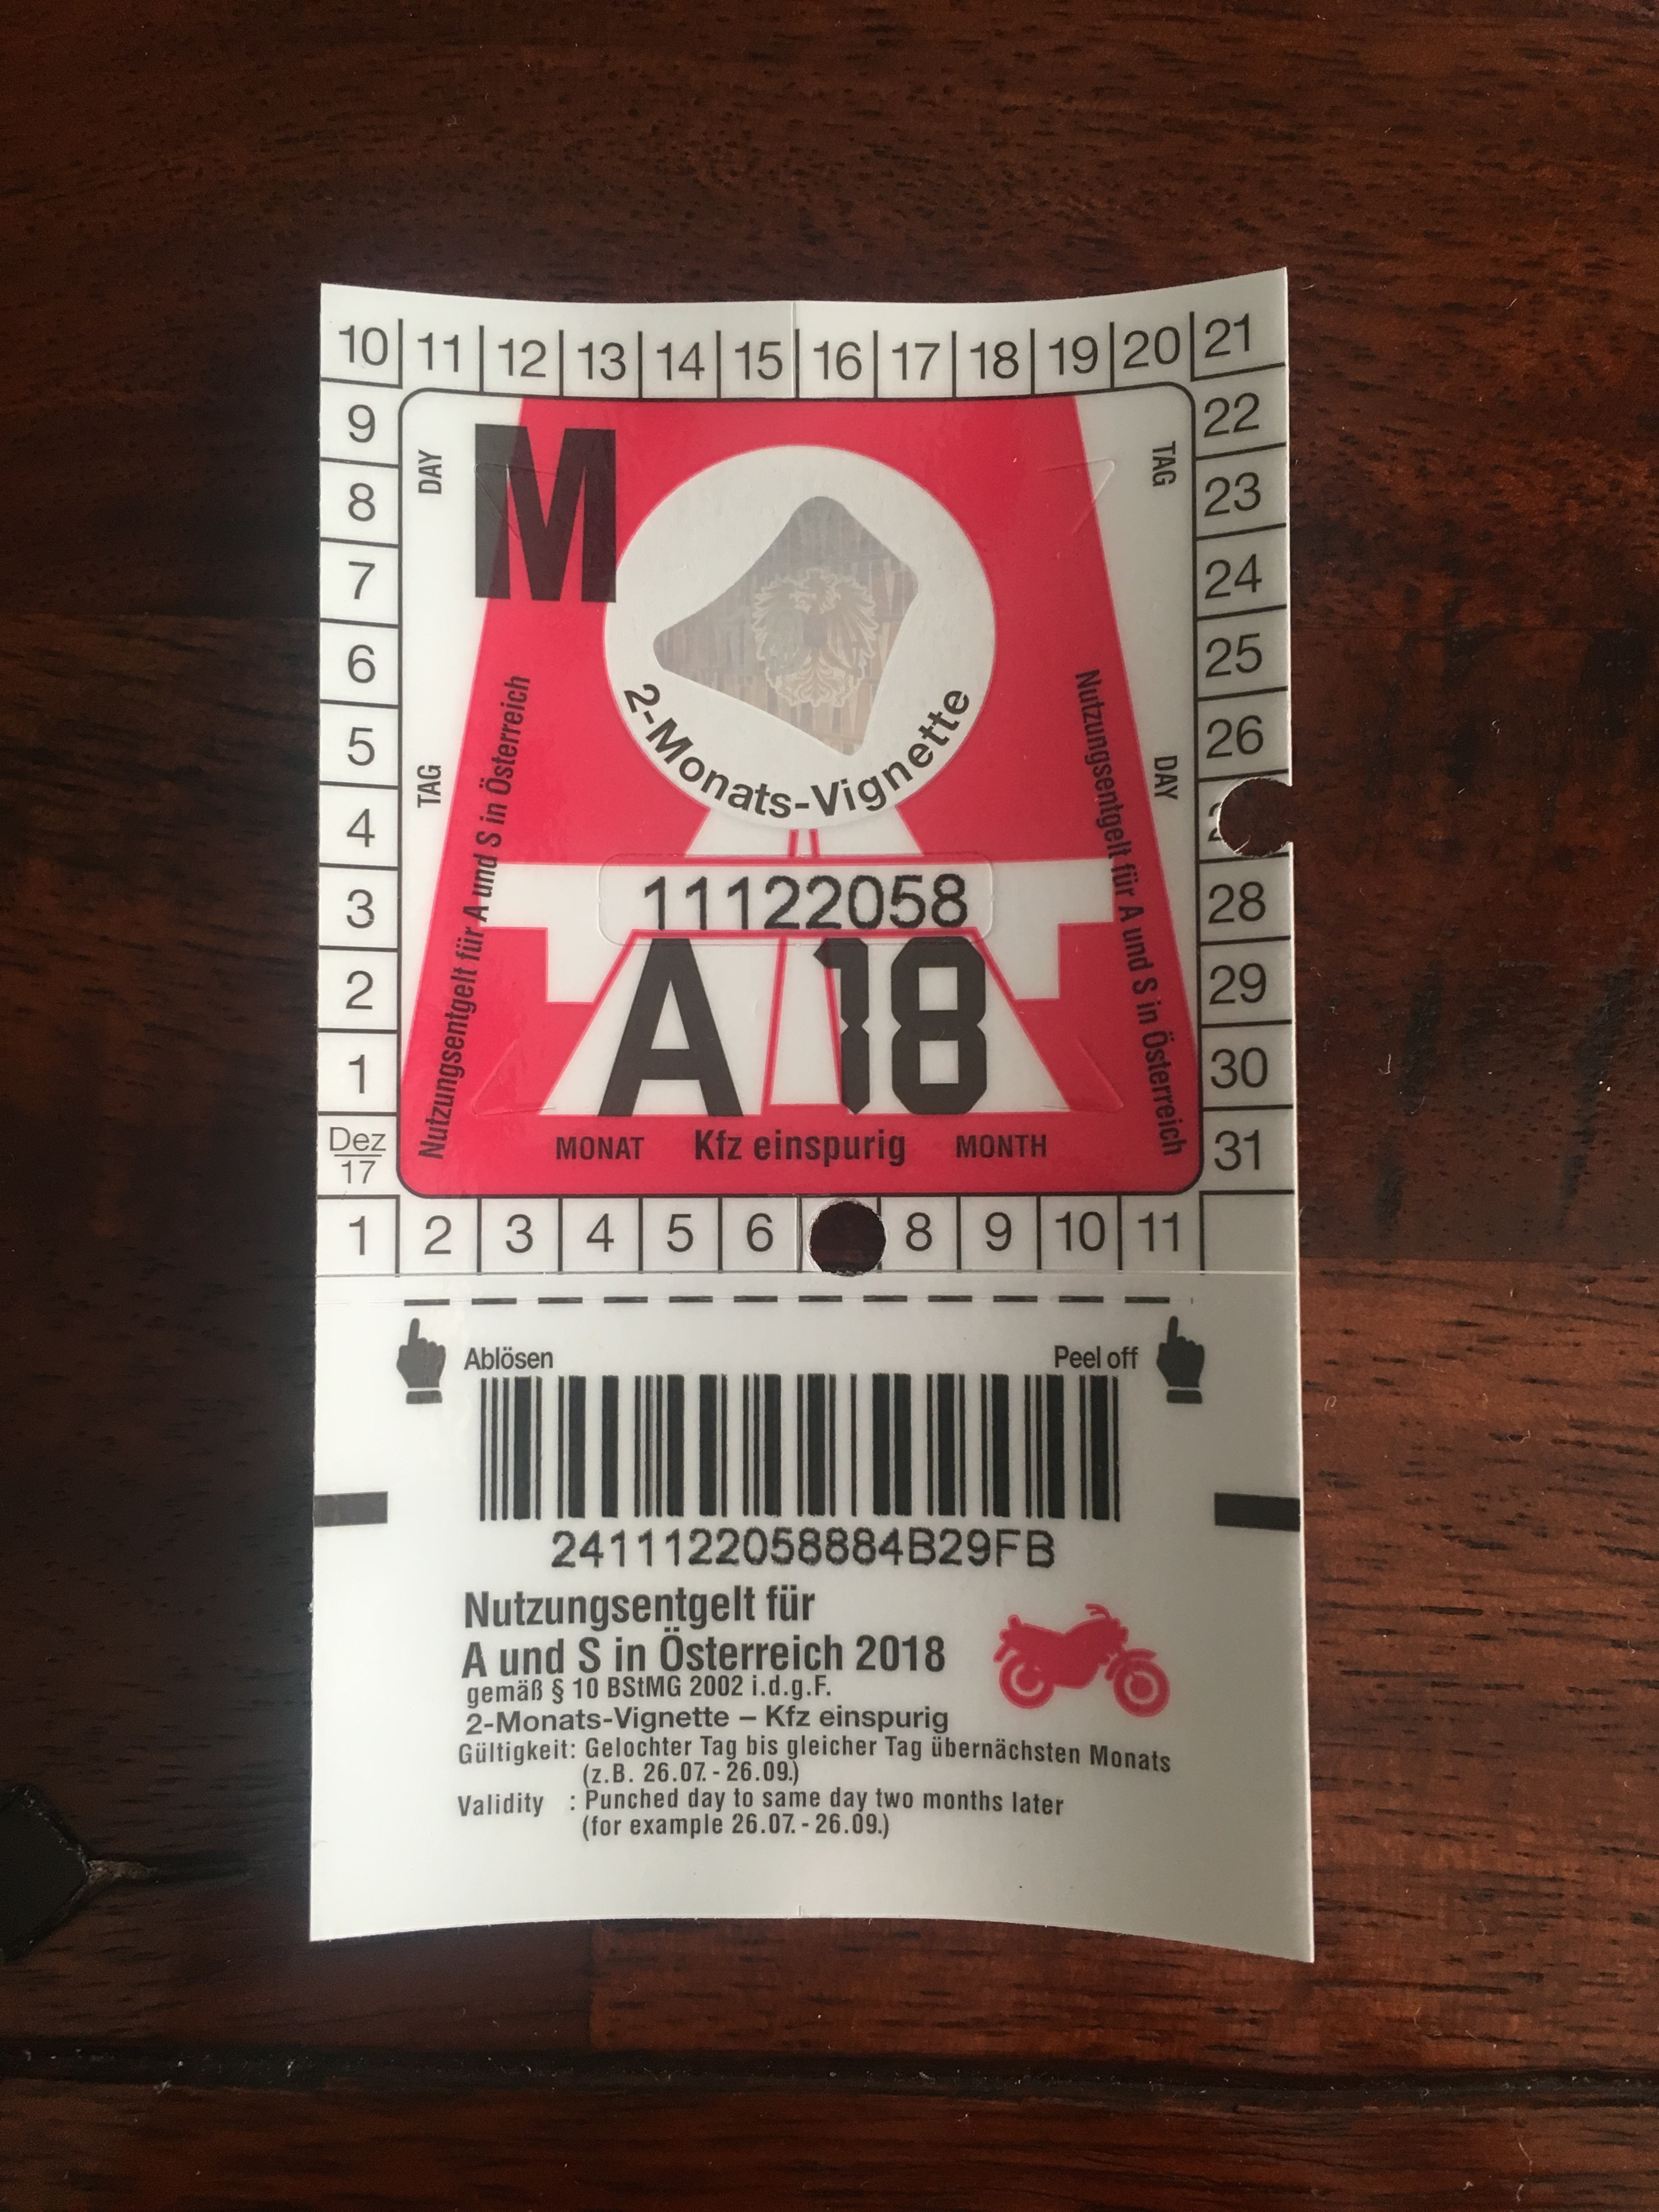 10 11 12 13 14 15 16 17 18 19 20 21
9 22
8 23
7 24
6 25
5 26
4
3 28
2 29
1 30
Dez 17 31
1 2 3 4 5 6 8 9 10 11
DAY
TAG
TAG
DAY
M
2-Monats-Vignette
Nutzungsentgelt für A und S in Österreich
Nutzungsentgelt für A und S in Österreich
11122058
A 18
MONAT Kfz einspurig MONTH
Ablösen Peel off
2411122058884B29FB
Nutzungsentgelt für
A und S in Österreich 2018
gemäß § 10 BStMG 2002 i.d.g.F.
2-Monats-Vignette – Kfz einspurig
Gültigkeit: Gelochter Tag bis gleicher Tag übernächsten Monats
(z.B. 26.07. - 26.09.)
Validity : Punched day to same day two months later
(for example 26.07. - 26.09.)